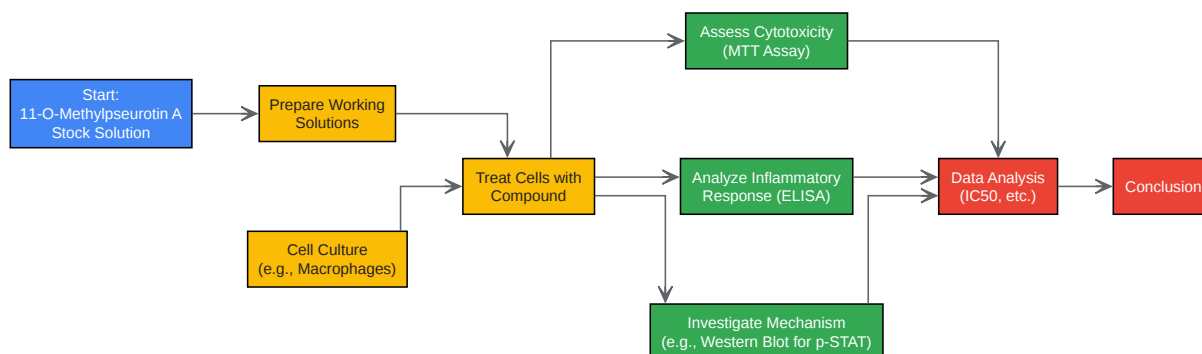 Start:
11-O-Methylpseurotin A
Stock Solution
Prepare Working
Solutions
Cell Culture
(e.g., Macrophages)
Treat Cells with
Compound
Assess Cytotoxicity
(MTT Assay)
Analyze Inflammatory
Response (ELISA)
Investigate Mechanism
(e.g., Western Blot for p-STAT)
Data Analysis
(IC50, etc.)
Conclusion